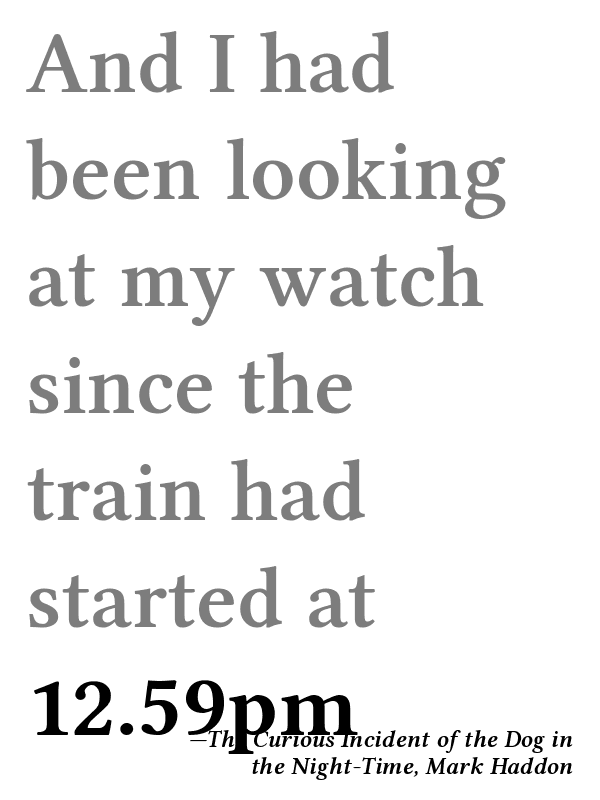 And I had
been looking
at my watch
since the
train had
started at
12.59pm
—The Curious Incident of the Dog in
the Night-Time, Mark Haddon